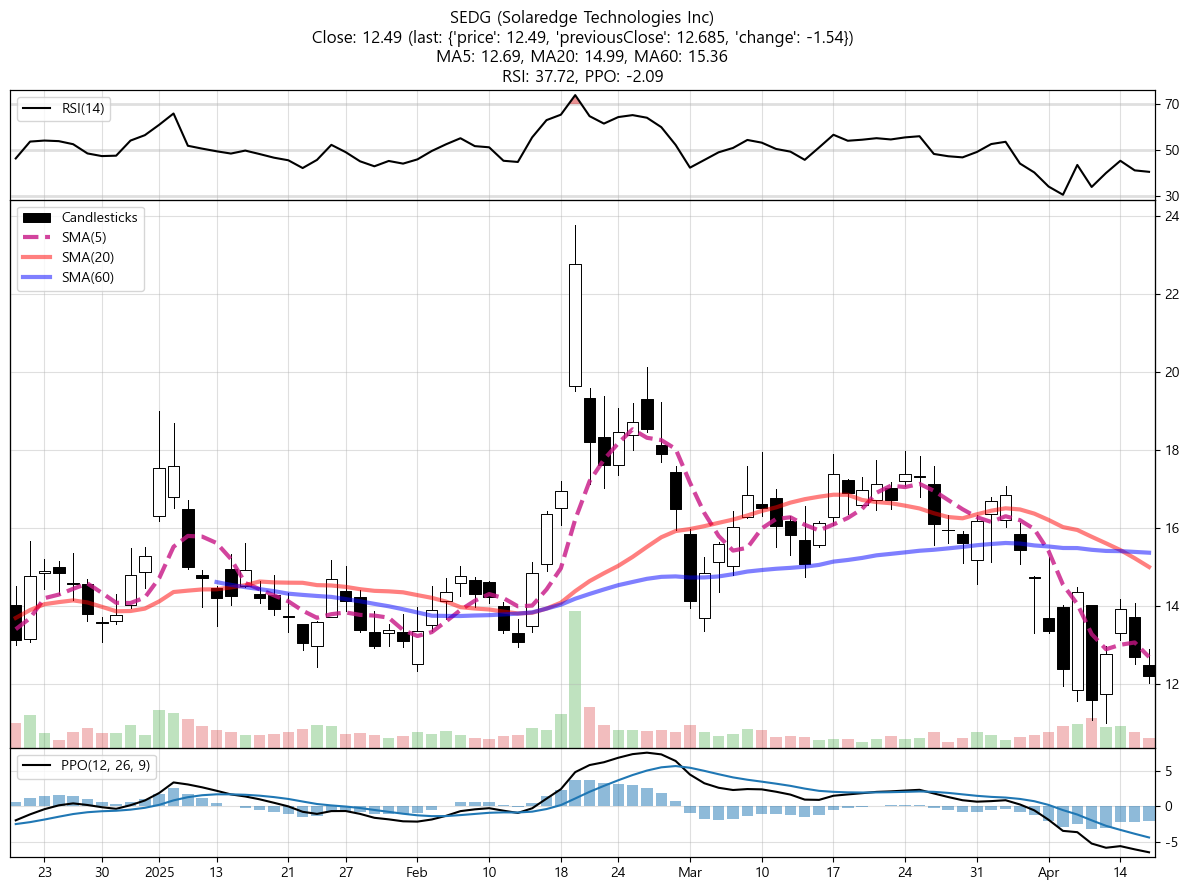 SEDG (Solaredge Technologies Inc)
Close: 12.49 (last: {'price': 12.49, 'previousClose': 12.685, 'change': -1.54})
MA5: 12.69, MA20: 14.99, MA60: 15.36
RSI: 37.72, PPO: -2.09
RSI(14)
70
50
30
Candlesticks
SMA(5)
SMA(20)
SMA(60)
24
22
20
18
16
14
12
PPO(12, 26, 9)
5
0
-5
23 30 2025 13 21 27 Feb 10 18 24 Mar 10 17 24 31 Apr 14